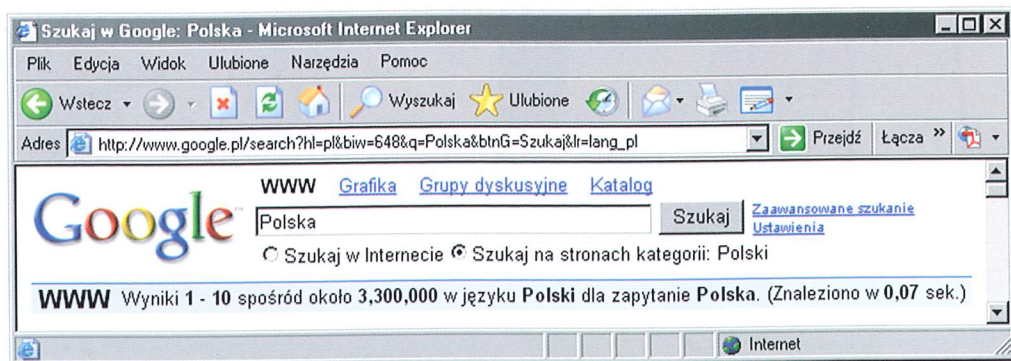 Szukaj w Google: Polska - Microsoft Internet Explorer
Plik Edycja Widok Ulubione Narzędzia Pomoc
Wstecz Wyszukaj Ulubione
Adres http://www.google.pl/search?hl=pl&biw=648&q=Polska&btnG=Szukaj&lr=lang_pl Przejdź Łącza »
WWW Grafika Grupy dyskusyjne Katalog
Google™
Polska Szukaj Zaawansowane szukanie
Ustawienia
Szukaj w Internecie Szukaj na stronach kategorii: Polski
WWW Wyniki 1 - 10 spośród około 3,300,000 w języku Polski dla zapytanie Polska. (Znaleziono w 0,07 sek.)
Internet